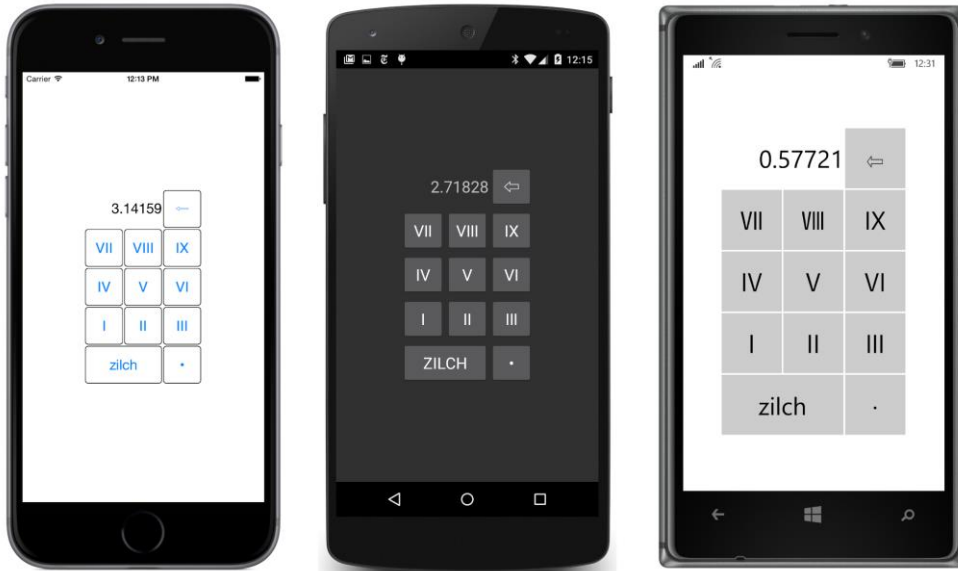 Carrier 12:13 PM
3.14159 ⇦
VII VIII IX
IV V VI
I II III
zilch •
12:15
2.71828 ⇦
VII VIII IX
IV V VI
I II III
ZILCH •
12:31
0.57721 ⇦
VII VIII IX
IV V VI
I II III
zilch ·